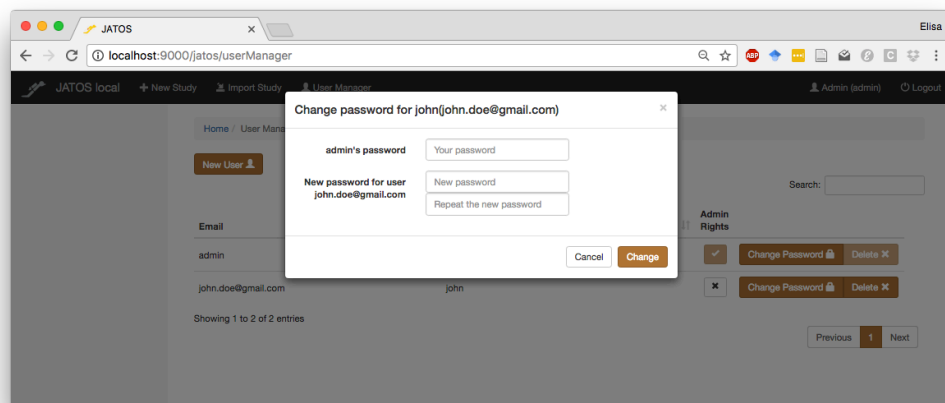 JATOS
Elisa
localhost:9000/jatos/userManager
ABP
JATOS local + New Study Import Study User Manager Admin (admin) Logout
Change password for john(john.doe@gmail.com) ×
Home / User Mana
admin's password Your password
New User
New password for user New password
john.doe@gmail.com Repeat the new password
Search:
Admin
Email Rights
Cancel Change
admin Change Password Delete
john.doe@gmail.com john Change Password Delete
Showing 1 to 2 of 2 entries
Previous 1 Next